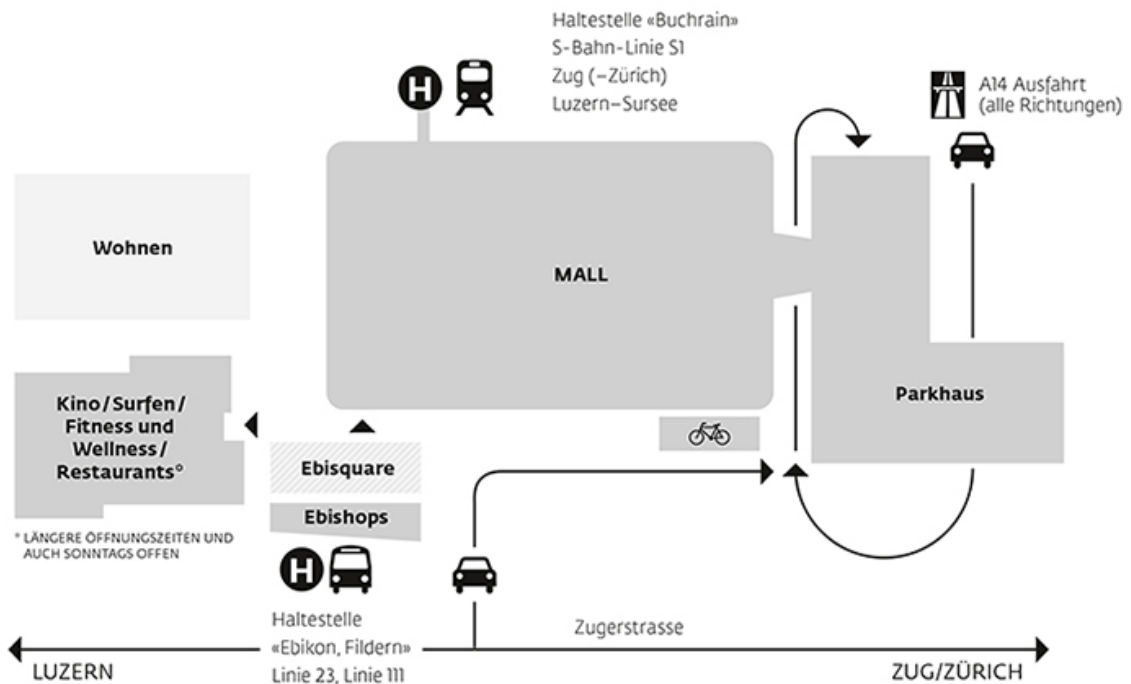 Haltestelle «Buchrain»
S-Bahn-Linie S1
Zug (–Zürich)
Luzern–Sursee
H
A14 Ausfahrt
(alle Richtungen)
Wohnen
MALL
Parkhaus
Kino/Surfen/
Fitness und
Wellness/
Restaurants°
Ebisquare
Ebishops
° LÄNGERE ÖFFNUNGSZEITEN UND
AUCH SONNTAGS OFFEN
H
Haltestelle
«Ebikon, Fildern»
Linie 23, Linie 111
Zugerstrasse
LUZERN
ZUG/ZÜRICH